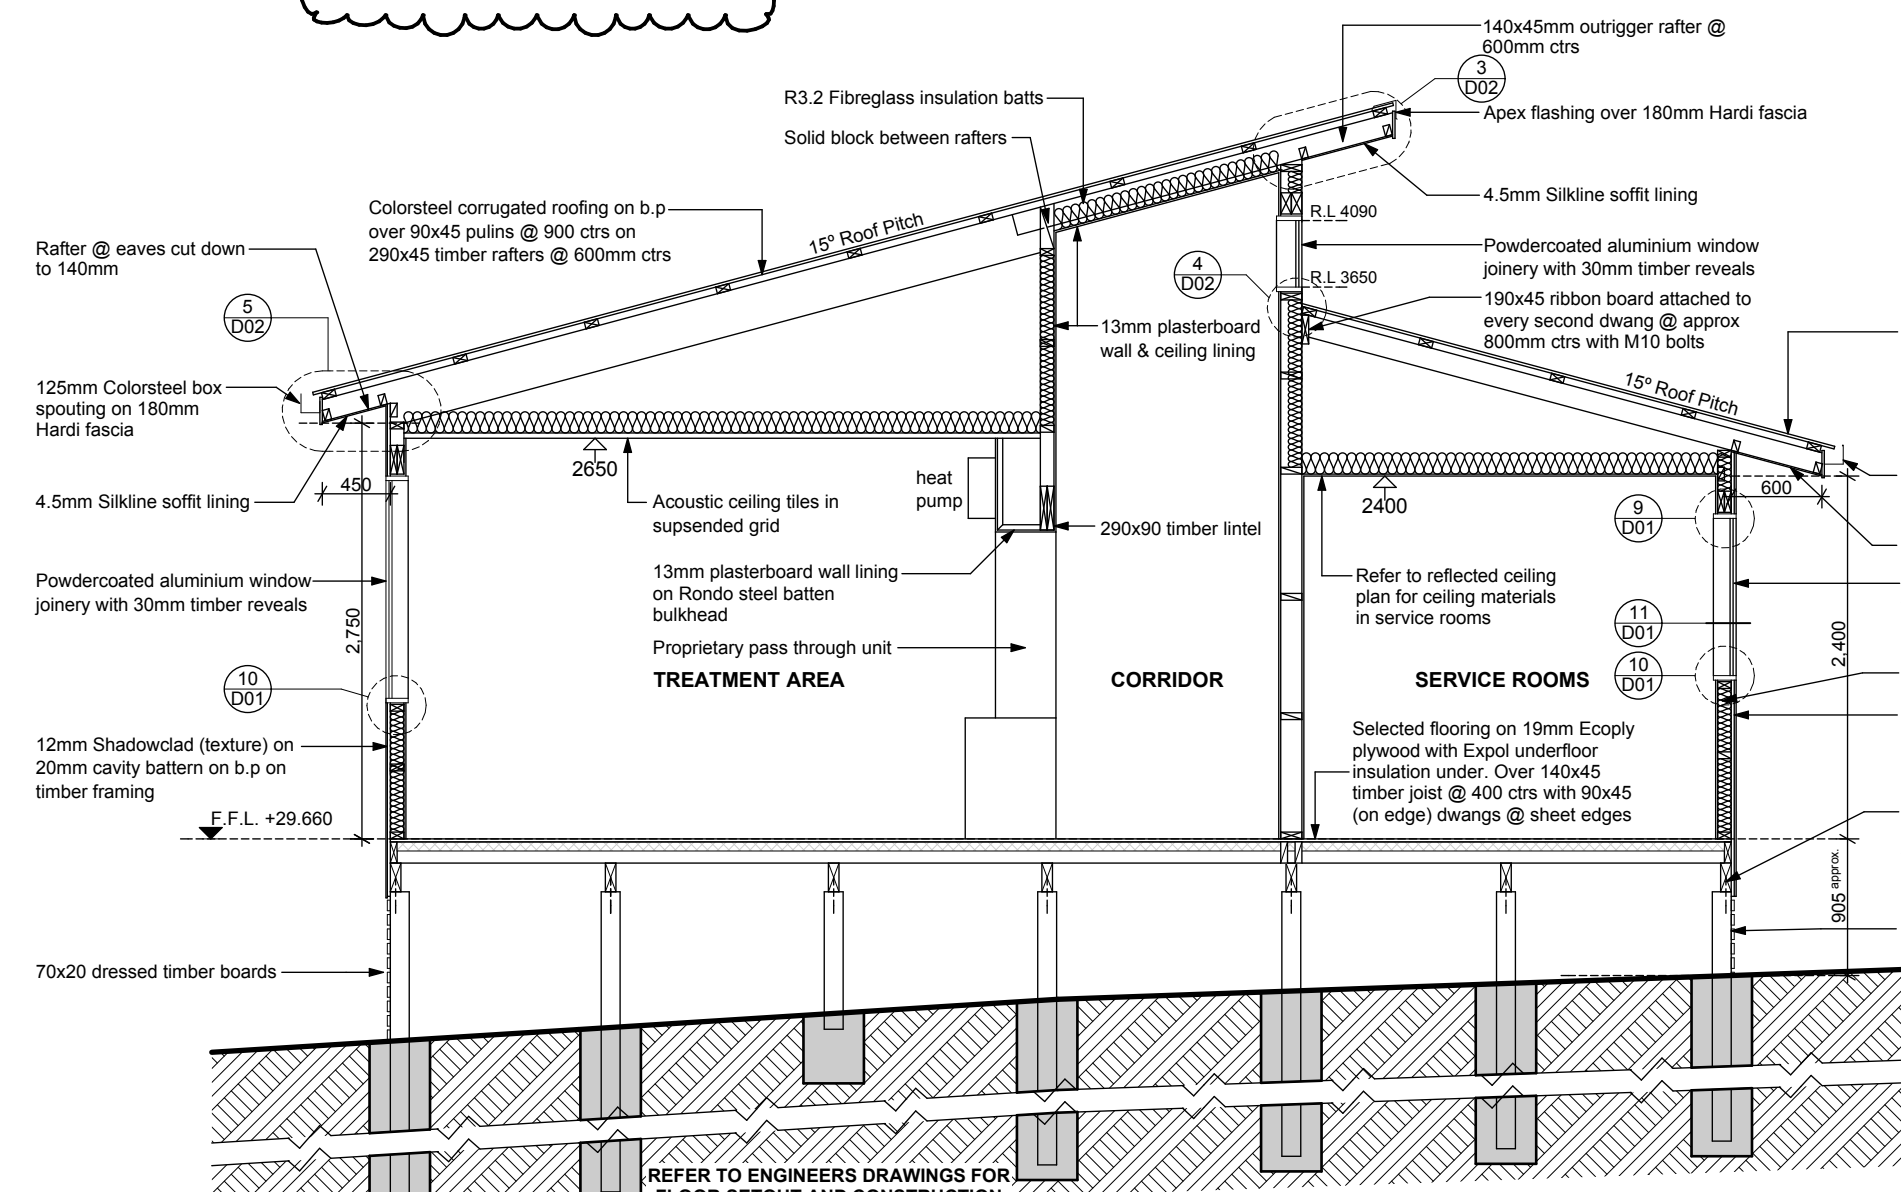 140x45mm outrigger rafter @
600mm ctrs
3
D02
R3.2 Fibreglass insulation batts
Apex flashing over 180mm Hardi fascia
Solid block between rafters
4.5mm Silkline soffit lining
Colorsteel corrugated roofing on b.p
over 90x45 pulins @ 900 ctrs on
290x45 timber rafters @ 600mm ctrs
15° Roof Pitch
R.L 4090
Rafter @ eaves cut down
to 140mm
Powdercoated aluminium window
joinery with 30mm timber reveals
4
D02
R.L 3650
190x45 ribbon board attached to
every second dwang @ approx
800mm ctrs with M10 bolts
5
D02
13mm plasterboard
wall & ceiling lining
15° Roof Pitch
125mm Colorsteel box
spouting on 180mm
Hardi fascia
2650
heat
pump
450
4.5mm Silkline soffit lining
Acoustic ceiling tiles in
supsended grid
2400
600
290x90 timber lintel
9
D01
Powdercoated aluminium window
joinery with 30mm timber reveals
13mm plasterboard wall lining
on Rondo steel batten
bulkhead
Refer to reflected ceiling
plan for ceiling materials
in service rooms
11
D01
2,750
2,400
Proprietary pass through unit
10
D01
10
D01
TREATMENT AREA
CORRIDOR
SERVICE ROOMS
12mm Shadowclad (texture) on
20mm cavity battern on b.p on
timber framing
Selected flooring on 19mm Ecoply
plywood with Expol underfloor
insulation under. Over 140x45
timber joist @ 400 ctrs with 90x45
(on edge) dwangs @ sheet edges
F.F.L. +29.660
905 approx.
70x20 dressed timber boards
REFER TO ENGINEERS DRAWINGS FOR
FLOOR SETOUT AND CONSTRUCTION